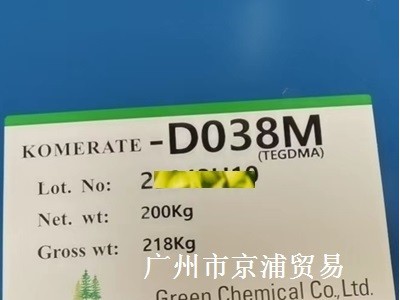 KOMERATE -D038M
(TEGDMA)
Lot. No:
Net. wt: 200Kg
Gross wt: 218Kg
广州市京浦贸易
Green Chemical Co., Ltd.